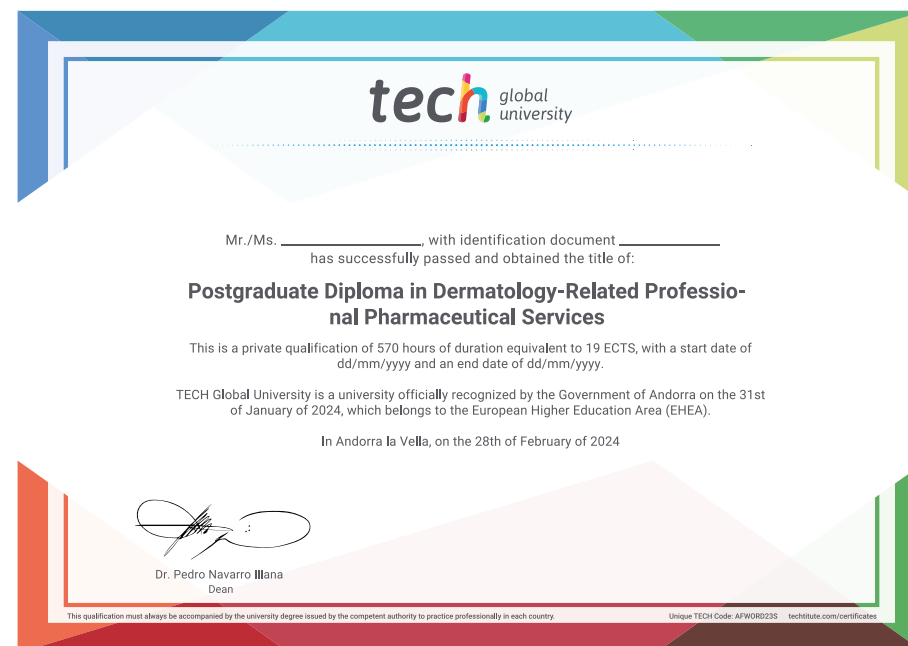 tech global university
Mr./Ms. ____________________, with identification document ______________
has successfully passed and obtained the title of:
Postgraduate Diploma in Dermatology-Related Professio-
nal Pharmaceutical Services
This is a private qualification of 570 hours of duration equivalent to 19 ECTS, with a start date of
dd/mm/yyyy and an end date of dd/mm/yyyy.
TECH Global University is a university officially recognized by the Government of Andorra on the 31st
of January of 2024, which belongs to the European Higher Education Area (EHEA).
In Andorra la Vella, on the 28th of February of 2024
Dr. Pedro Navarro Illana
Dean
This qualification must always be accompanied by the university degree issued by the competent authority to practice professionally in each country.
Unique TECH Code: AFWORD23S techtitute.com/certificates